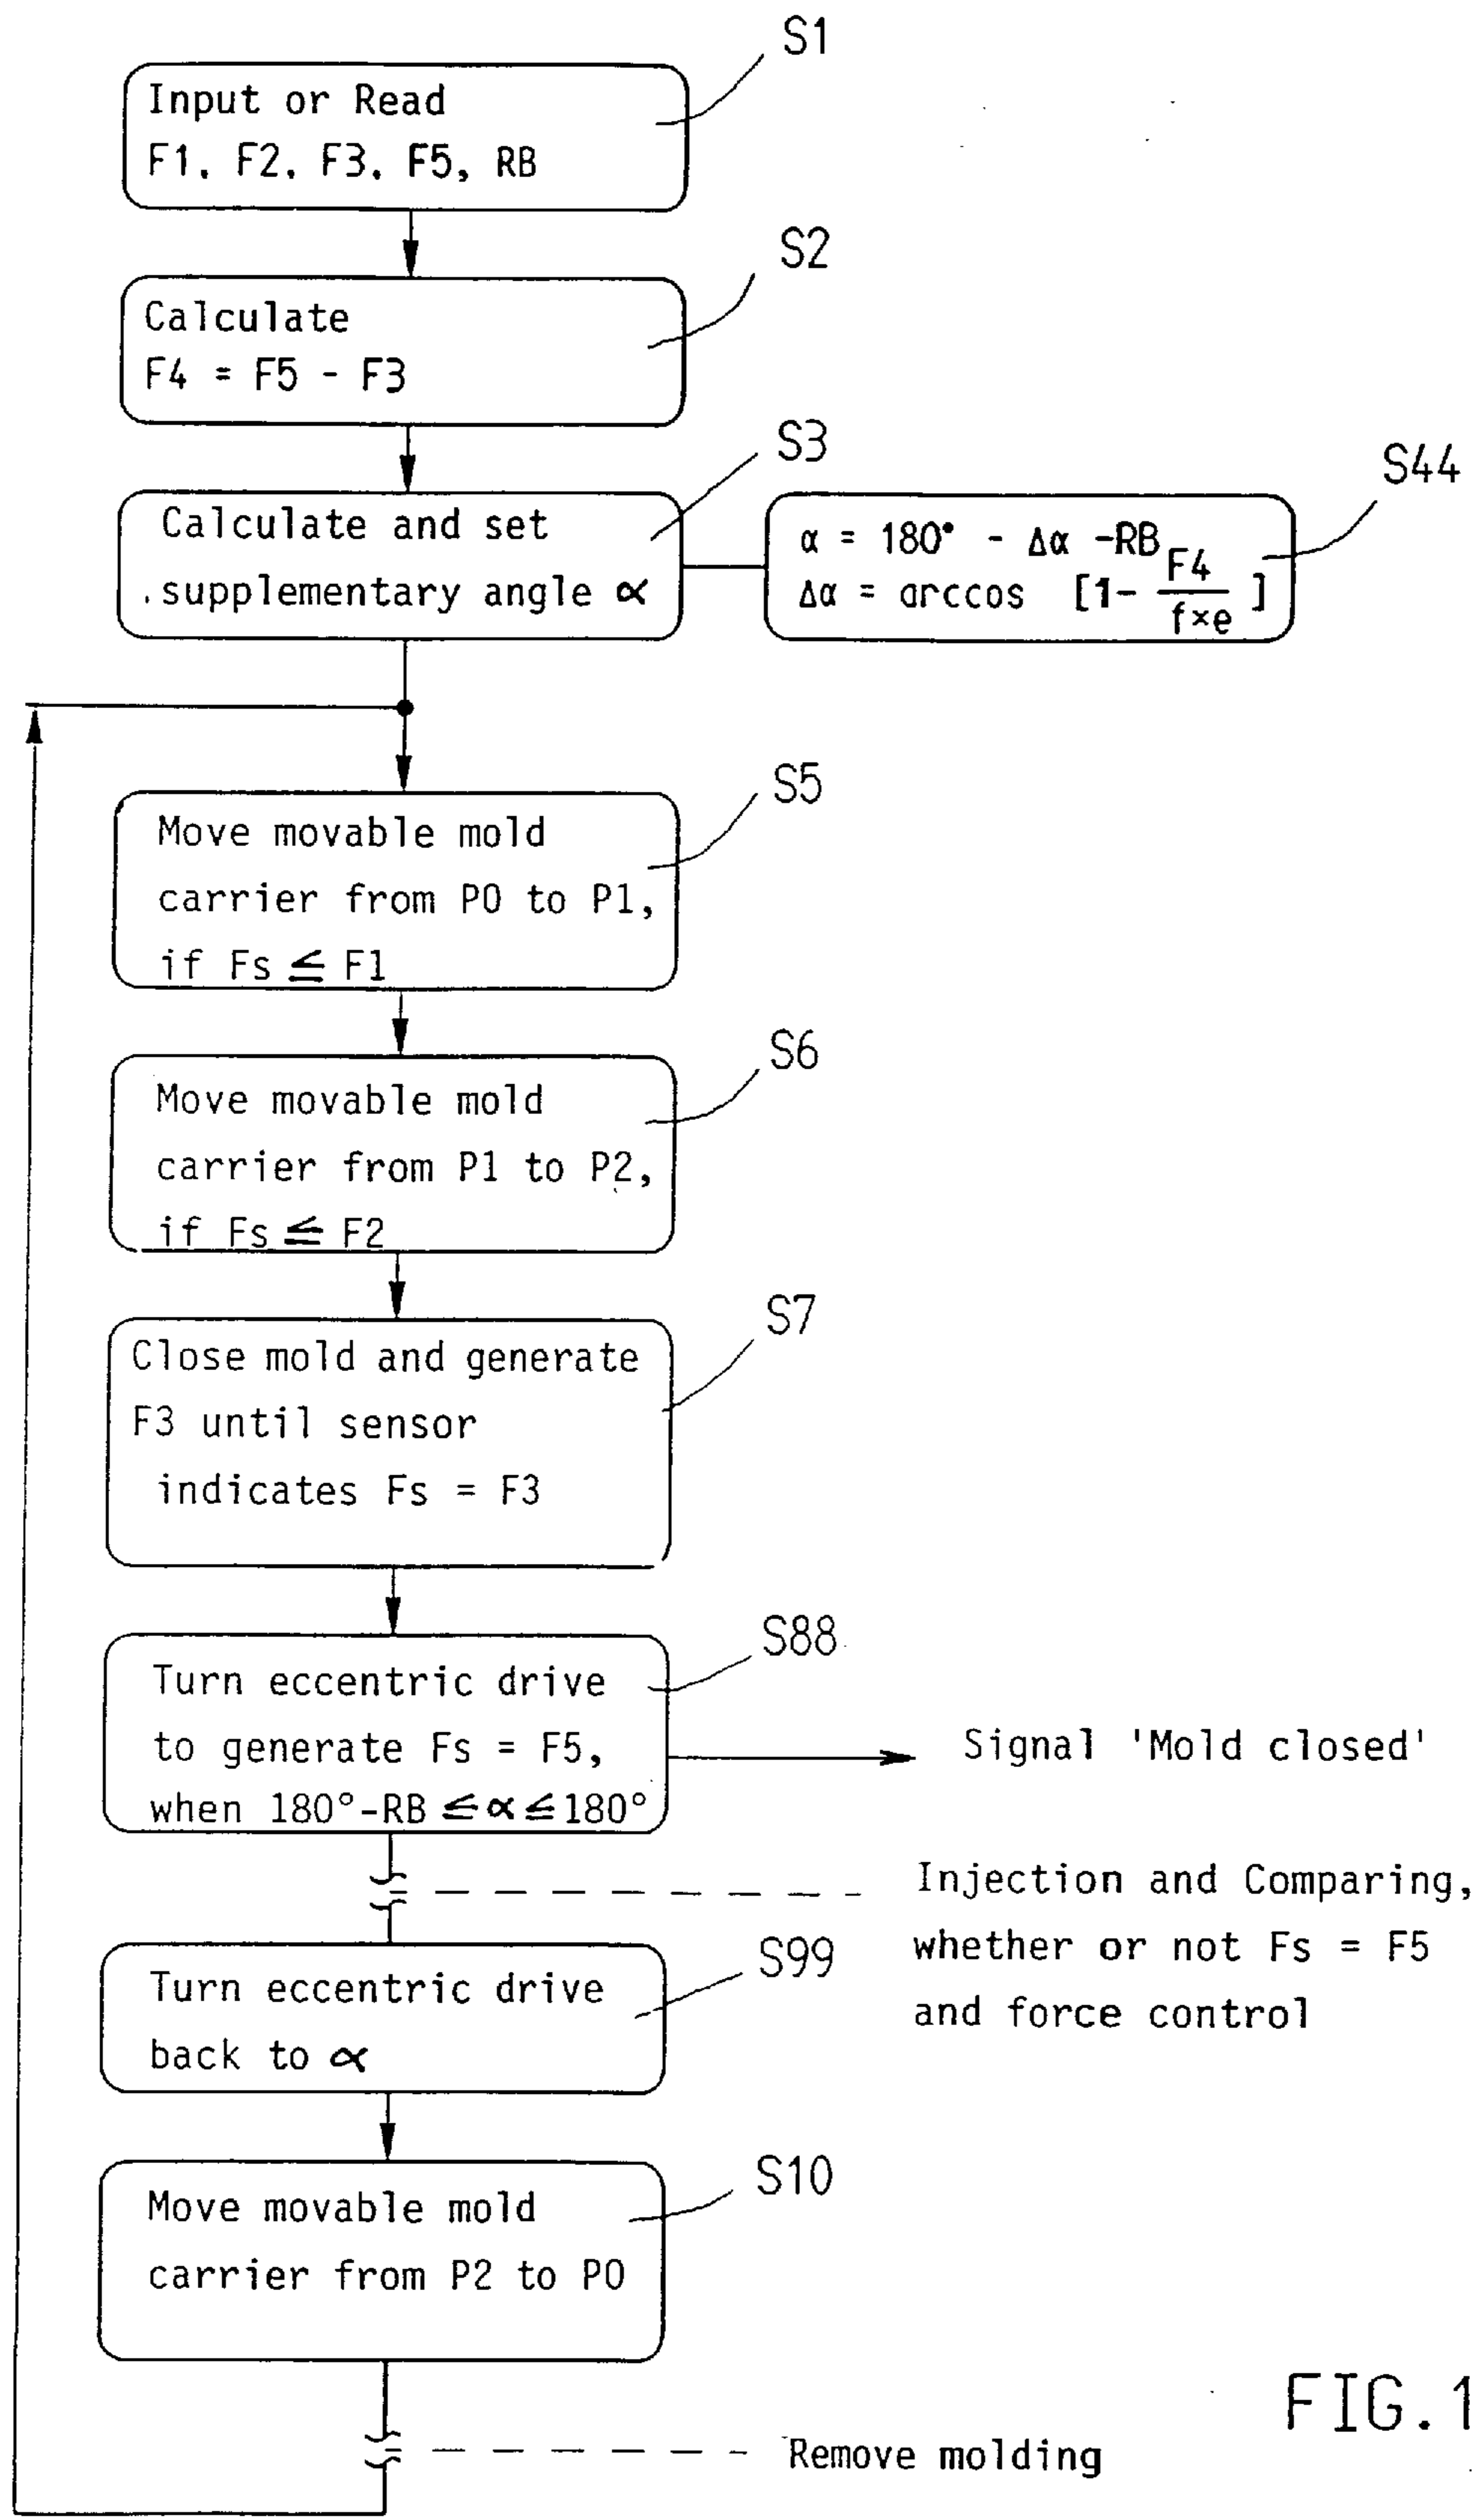 S1
Input or Read
F1. F2. F3. F5, RB
S2
Calculate
F4 = F5 - F3
S3
Calculate and set
.supplementary angle α
S44
α = 180° - Δα -RB
Δα = arccos [1- F4
f×e ]
S5
Move movable mold
carrier from P0 to P1,
if Fs ≦ F1
S6
Move movable mold
carrier from P1 to P2,
if Fs ≦ F2
S7
Close mold and generate
F3 until sensor
indicates Fs = F3
S88
Turn eccentric drive
to generate Fs = F5,
when 180°-RB ≤ α ≤ 180°
Signal 'Mold closed'
Injection and Comparing,
whether or not Fs = F5
and force control
S99
Turn eccentric drive
back to α
S10
Move movable mold
carrier from P2 to P0
Remove molding
FIG.1